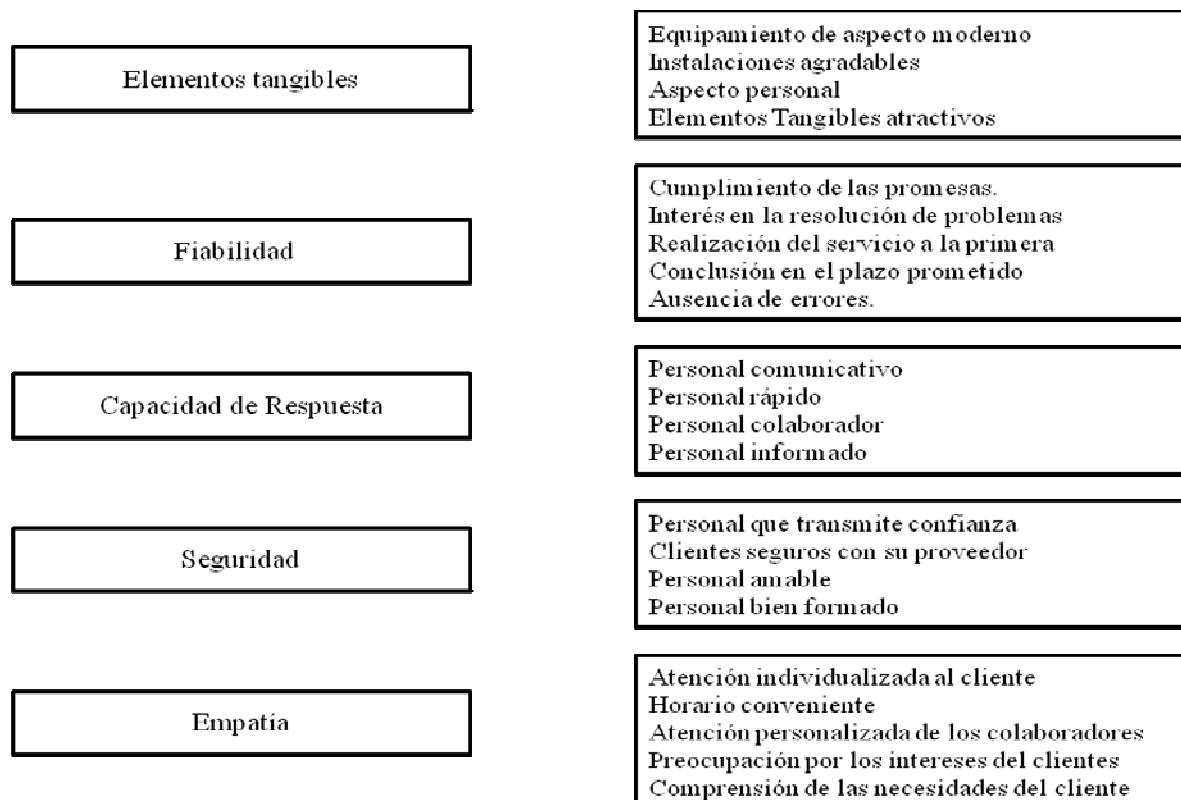 Elementos tangibles
Equipamiento de aspecto moderno
Instalaciones agradables
Aspecto personal
Elementos Tangibles atractivos
Fiabilidad
Cumplimiento de las promesas.
Interés en la resolución de problemas
Realización del servicio a la primera
Conclusión en el plazo prometido
Ausencia de errores.
Capacidad de Respuesta
Personal comunicativo
Personal rápido
Personal colaborador
Personal informado
Seguridad
Personal que transmite confianza
Clientes seguros con su proveedor
Personal amable
Personal bien formado
Empatía
Atención individualizada al cliente
Horario conveniente
Atención personalizada de los colaboradores
Preocupación por los intereses del clientes
Comprensión de las necesidades del cliente